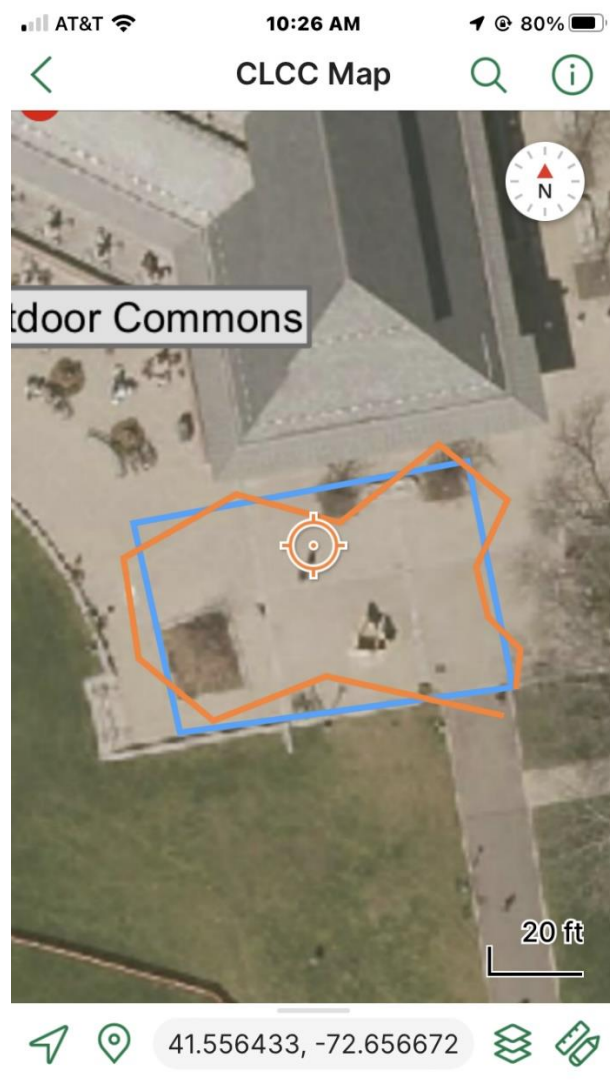 AT&T 10:26 AM 80%
CLCC Map
N
tdoor Commons
20 ft
41.556433, -72.656672